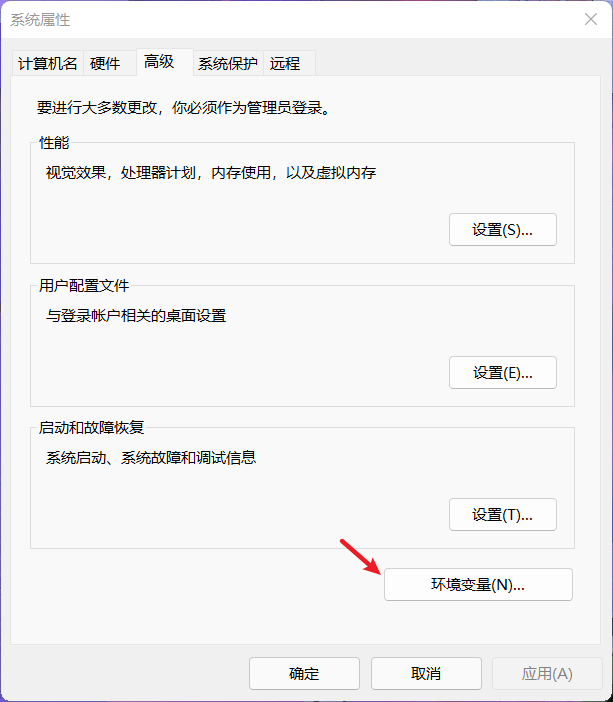 系统属性
计算机名 硬件 高级 系统保护 远程
要进行大多数更改，你必须作为管理员登录。
性能
视觉效果，处理器计划，内存使用，以及虚拟内存
设置(S)...
用户配置文件
与登录帐户相关的桌面设置
设置(E)...
启动和故障恢复
系统启动、系统故障和调试信息
设置(T)...
环境变量(N)...
确定 取消 应用(A)